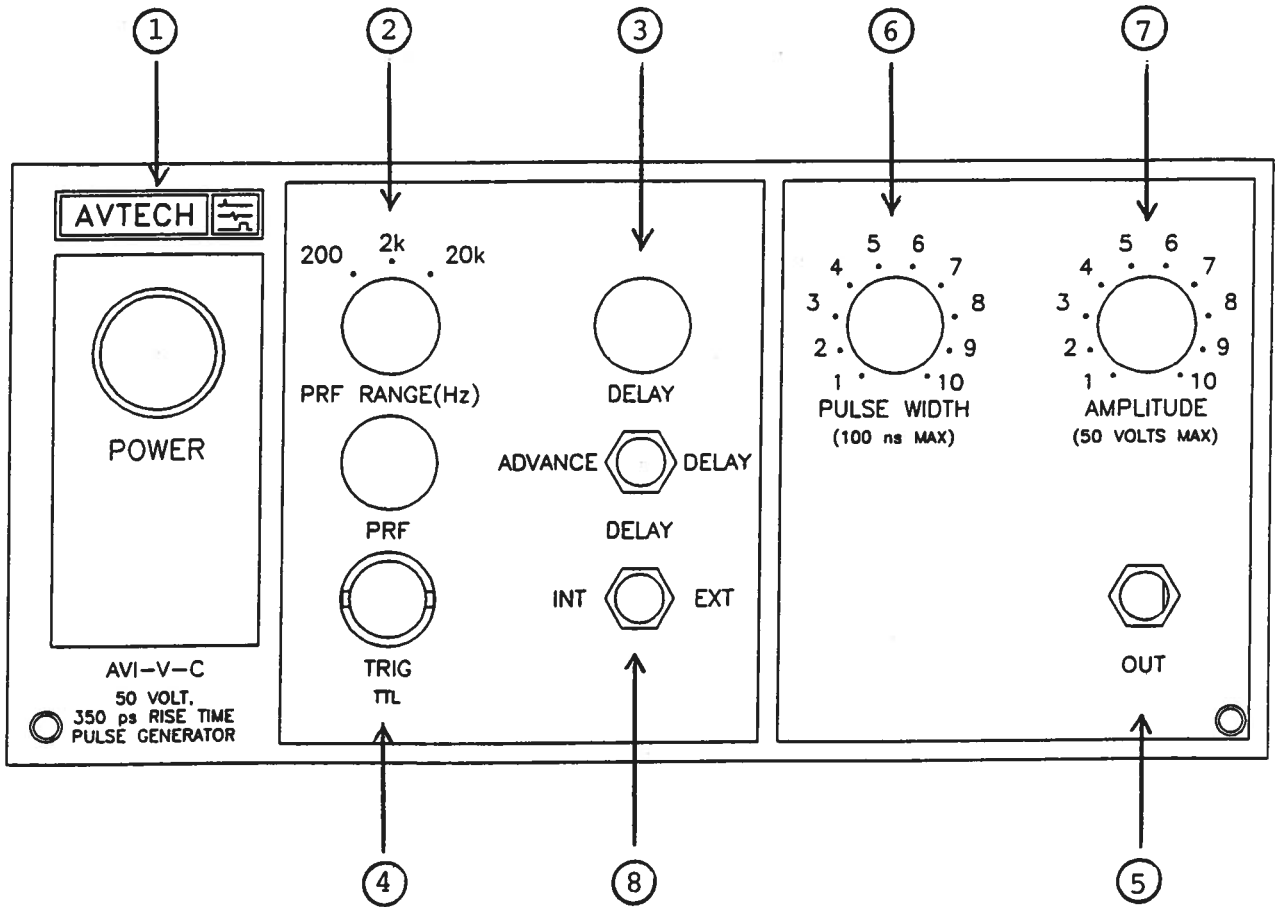 1 2 3 6 7
AVTECH
POWER
AVI-V-C
50 VOLT,
350 ps RISE TIME
PULSE GENERATOR
200 2k 20k
PRF RANGE(Hz)
PRF
TRIG
TTL
DELAY
ADVANCE DELAY
DELAY
INT EXT
1 2 3 4 5 6 7 8 9 10
PULSE WIDTH
(100 ns MAX)
1 2 3 4 5 6 7 8 9 10
AMPLITUDE
(50 VOLTS MAX)
OUT
4 8 5